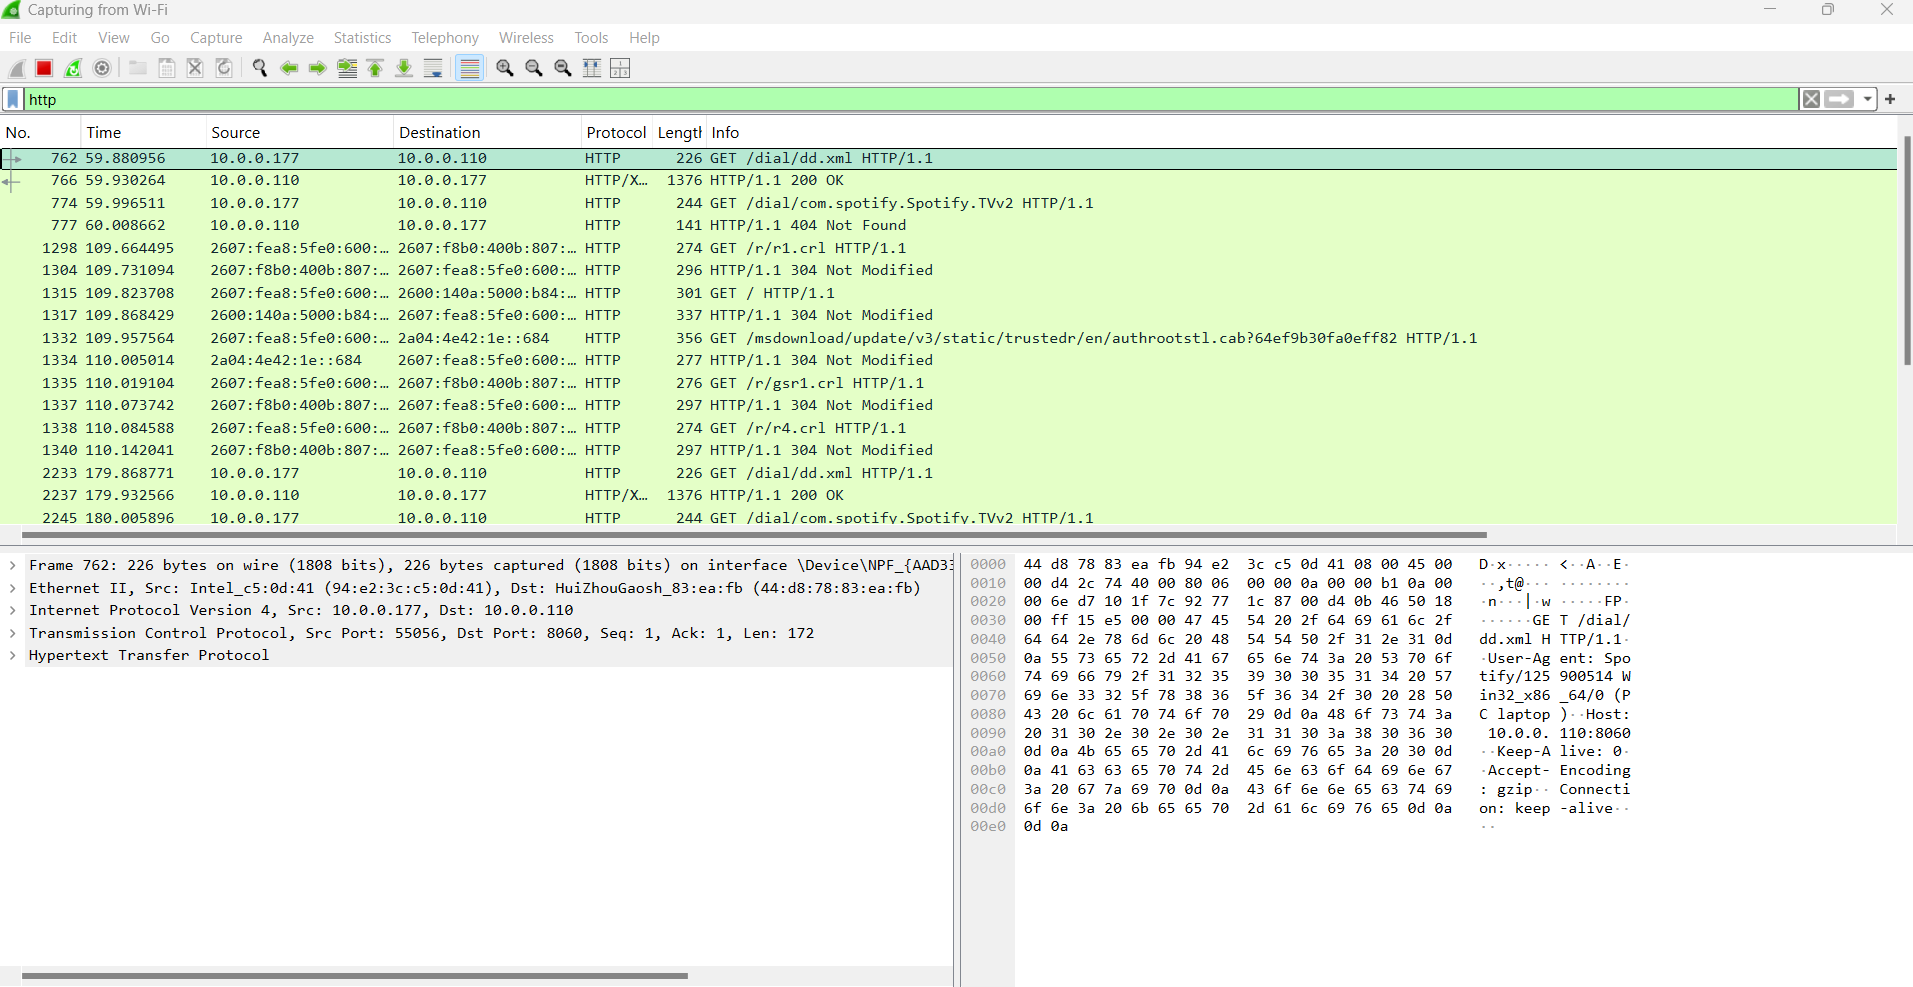 Capturing from Wi-Fi
File Edit View Go Capture Analyze Statistics Telephony Wireless Tools Help
http
No. Time Source Destination Protocol Length Info
762 59.880956 10.0.0.177 10.0.0.110 HTTP 226 GET /dial/dd.xml HTTP/1.1
766 59.930264 10.0.0.110 10.0.0.177 HTTP/X… 1376 HTTP/1.1 200 OK
774 59.996511 10.0.0.177 10.0.0.110 HTTP 244 GET /dial/com.spotify.Spotify.TVv2 HTTP/1.1
777 60.008662 10.0.0.110 10.0.0.177 HTTP 141 HTTP/1.1 404 Not Found
1298 109.664495 2607:fea8:5fe0:600:… 2607:f8b0:400b:807:… HTTP 274 GET /r/r1.crl HTTP/1.1
1304 109.731094 2607:f8b0:400b:807:… 2607:fea8:5fe0:600:… HTTP 296 HTTP/1.1 304 Not Modified
1315 109.823708 2607:fea8:5fe0:600:… 2600:140a:5000:b84:… HTTP 301 GET / HTTP/1.1
1317 109.868429 2600:140a:5000:b84:… 2607:fea8:5fe0:600:… HTTP 337 HTTP/1.1 304 Not Modified
1332 109.957564 2607:fea8:5fe0:600:… 2a04:4e42:1e::684 HTTP 356 GET /msdownload/update/v3/static/trustedr/en/authrootstl.cab?64ef9b30fa0eff82 HTTP/1.1
1334 110.005014 2a04:4e42:1e::684 2607:fea8:5fe0:600:… HTTP 277 HTTP/1.1 304 Not Modified
1335 110.019104 2607:fea8:5fe0:600:… 2607:f8b0:400b:807:… HTTP 276 GET /r/gsr1.crl HTTP/1.1
1337 110.073742 2607:f8b0:400b:807:… 2607:fea8:5fe0:600:… HTTP 297 HTTP/1.1 304 Not Modified
1338 110.084588 2607:fea8:5fe0:600:… 2607:f8b0:400b:807:… HTTP 274 GET /r/r4.crl HTTP/1.1
1340 110.142041 2607:f8b0:400b:807:… 2607:fea8:5fe0:600:… HTTP 297 HTTP/1.1 304 Not Modified
2233 179.868771 10.0.0.177 10.0.0.110 HTTP 226 GET /dial/dd.xml HTTP/1.1
2237 179.932566 10.0.0.110 10.0.0.177 HTTP/X… 1376 HTTP/1.1 200 OK
2245 180.005896 10.0.0.177 10.0.0.110 HTTP 244 GET /dial/com.spotify.Spotify.TVv2 HTTP/1.1
Frame 762: 226 bytes on wire (1808 bits), 226 bytes captured (1808 bits) on interface \Device\NPF_{AAD33
Ethernet II, Src: Intel_c5:0d:41 (94:e2:3c:c5:0d:41), Dst: HuiZhouGaosh_83:ea:fb (44:d8:78:83:ea:fb)
Internet Protocol Version 4, Src: 10.0.0.177, Dst: 10.0.0.110
Transmission Control Protocol, Src Port: 55056, Dst Port: 8060, Seq: 1, Ack: 1, Len: 172
Hypertext Transfer Protocol
0000 44 d8 78 83 ea fb 94 e2 3c c5 0d 41 08 00 45 00 D·x····· <··A··E·
0010 00 d4 2c 74 40 00 80 06 00 00 0a 00 00 b1 0a 00 ··,t@··· ········
0020 00 6e d7 10 1f 7c 92 77 1c 87 00 d4 0b 46 50 18 ·n···|·w ·····FP·
0030 00 ff 15 e5 00 00 47 45 54 20 2f 64 69 61 6c 2f ······GE T /dial/
0040 64 64 2e 78 6d 6c 20 48 54 54 50 2f 31 2e 31 0d dd.xml H TTP/1.1·
0050 0a 55 73 65 72 2d 41 67 65 6e 74 3a 20 53 70 6f ·User-Ag ent: Spo
0060 74 69 66 79 2f 31 32 35 39 30 30 35 31 34 20 57 tify/125 900514 W
0070 69 6e 33 32 5f 78 38 36 5f 36 34 2f 30 20 28 50 in32_x86 _64/0 (P
0080 43 20 6c 61 70 74 6f 70 29 0d 0a 48 6f 73 74 3a C laptop )··Host:
0090 20 31 30 2e 30 2e 30 2e 31 31 30 3a 38 30 36 30 10.0.0. 110:8060
00a0 0d 0a 4b 65 65 70 2d 41 6c 69 76 65 3a 20 30 0d ··Keep-A live: 0·
00b0 0a 41 63 63 65 70 74 2d 45 6e 63 6f 64 69 6e 67 ·Accept- Encoding
00c0 3a 20 67 7a 69 70 0d 0a 43 6f 6e 6e 65 63 74 69 : gzip·· Connecti
00d0 6f 6e 3a 20 6b 65 65 70 2d 61 6c 69 76 65 0d 0a on: keep -alive··
00e0 0d 0a ··